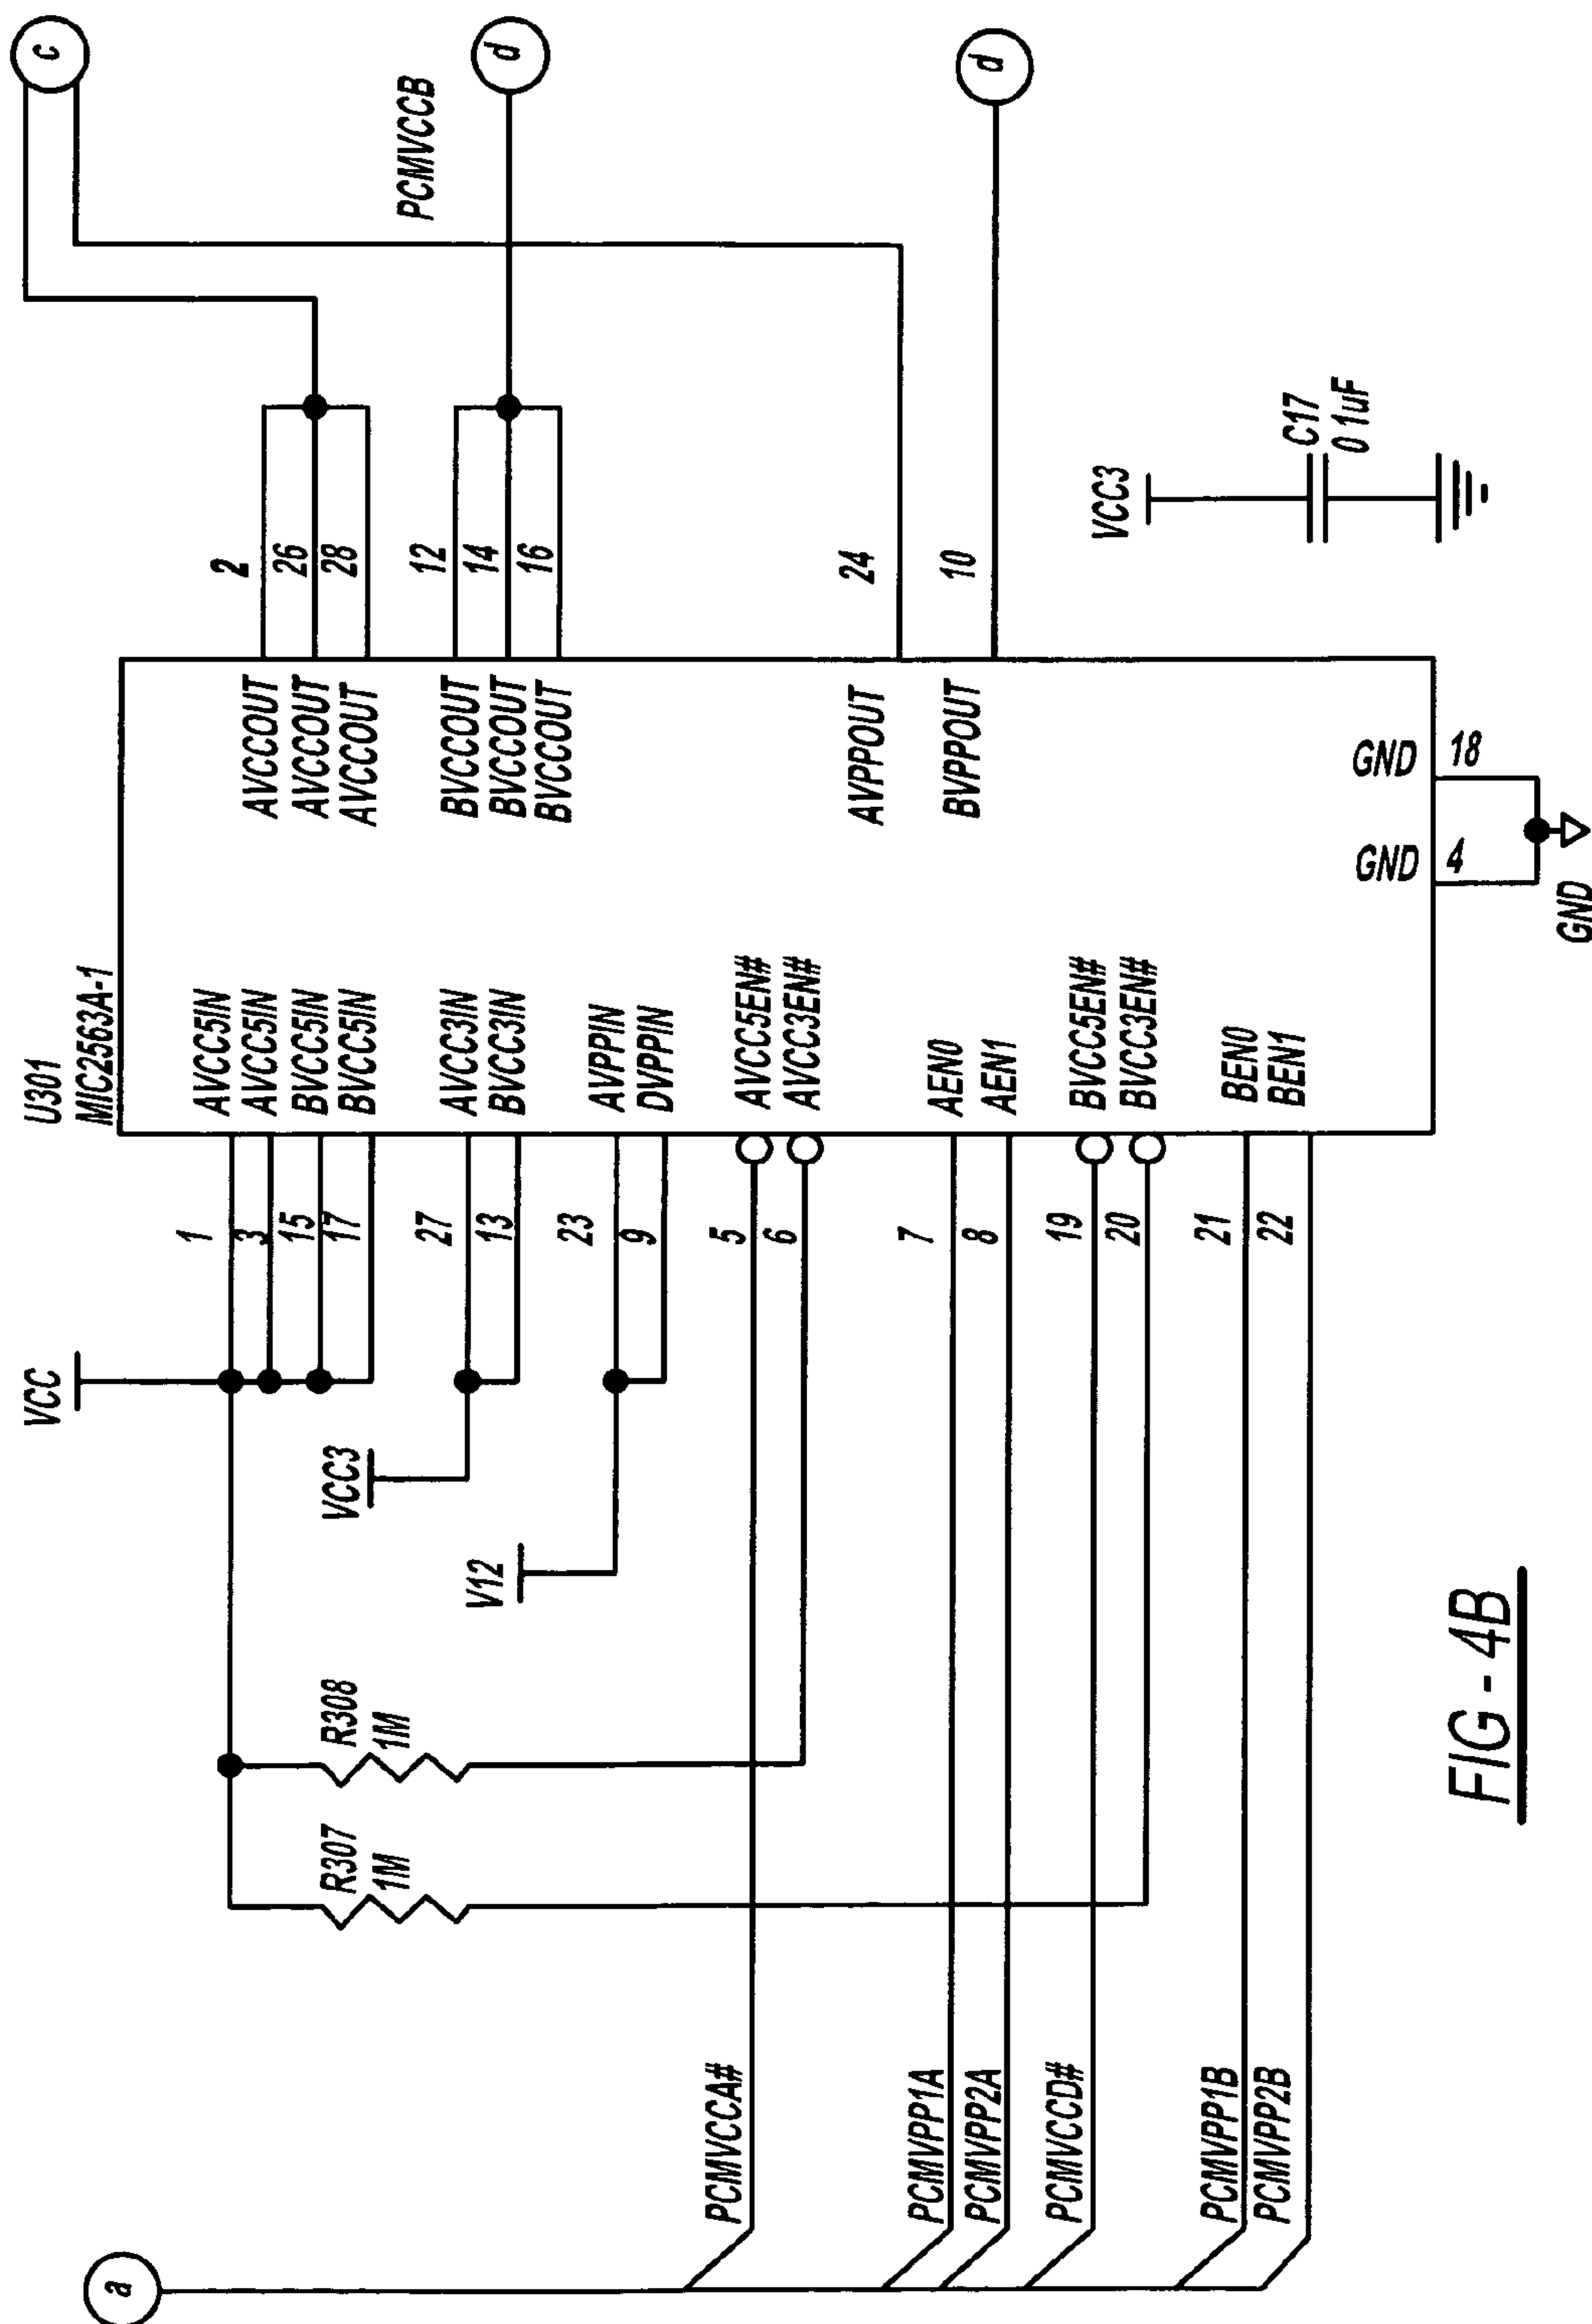 U301
MIC2563A-1
VCC
VCC3
V12
R307
1M
R308
1M
1
3
15
17
27
13
23
9
5
6
7
8
19
20
21
22
AVCC5IN
AVCC5IN
BVCC5IN
BVCC5IN
AVCC3IN
BVCC3IN
AVPPIN
DVPPIN
AVCC5EN#
AVCC3EN#
AEN0
AEN1
BVCC5EN#
BVCC3EN#
BEN0
BEN1
AVCCOUT
AVCCOUT
AVCCOUT
BVCCOUT
BVCCOUT
BVCCOUT
AVPPOUT
BVPPOUT
2
26
28
12
14
16
24
10
c
PCMVCCB
d
d
GND
GND
4
18
GND
VCC3
C17
0 1uF
a
PCMVCCA#
PCMVPP1A
PCMVPP2A
PCMVCCD#
PCMVPP1B
PCMVPP2B
FIG - 4B